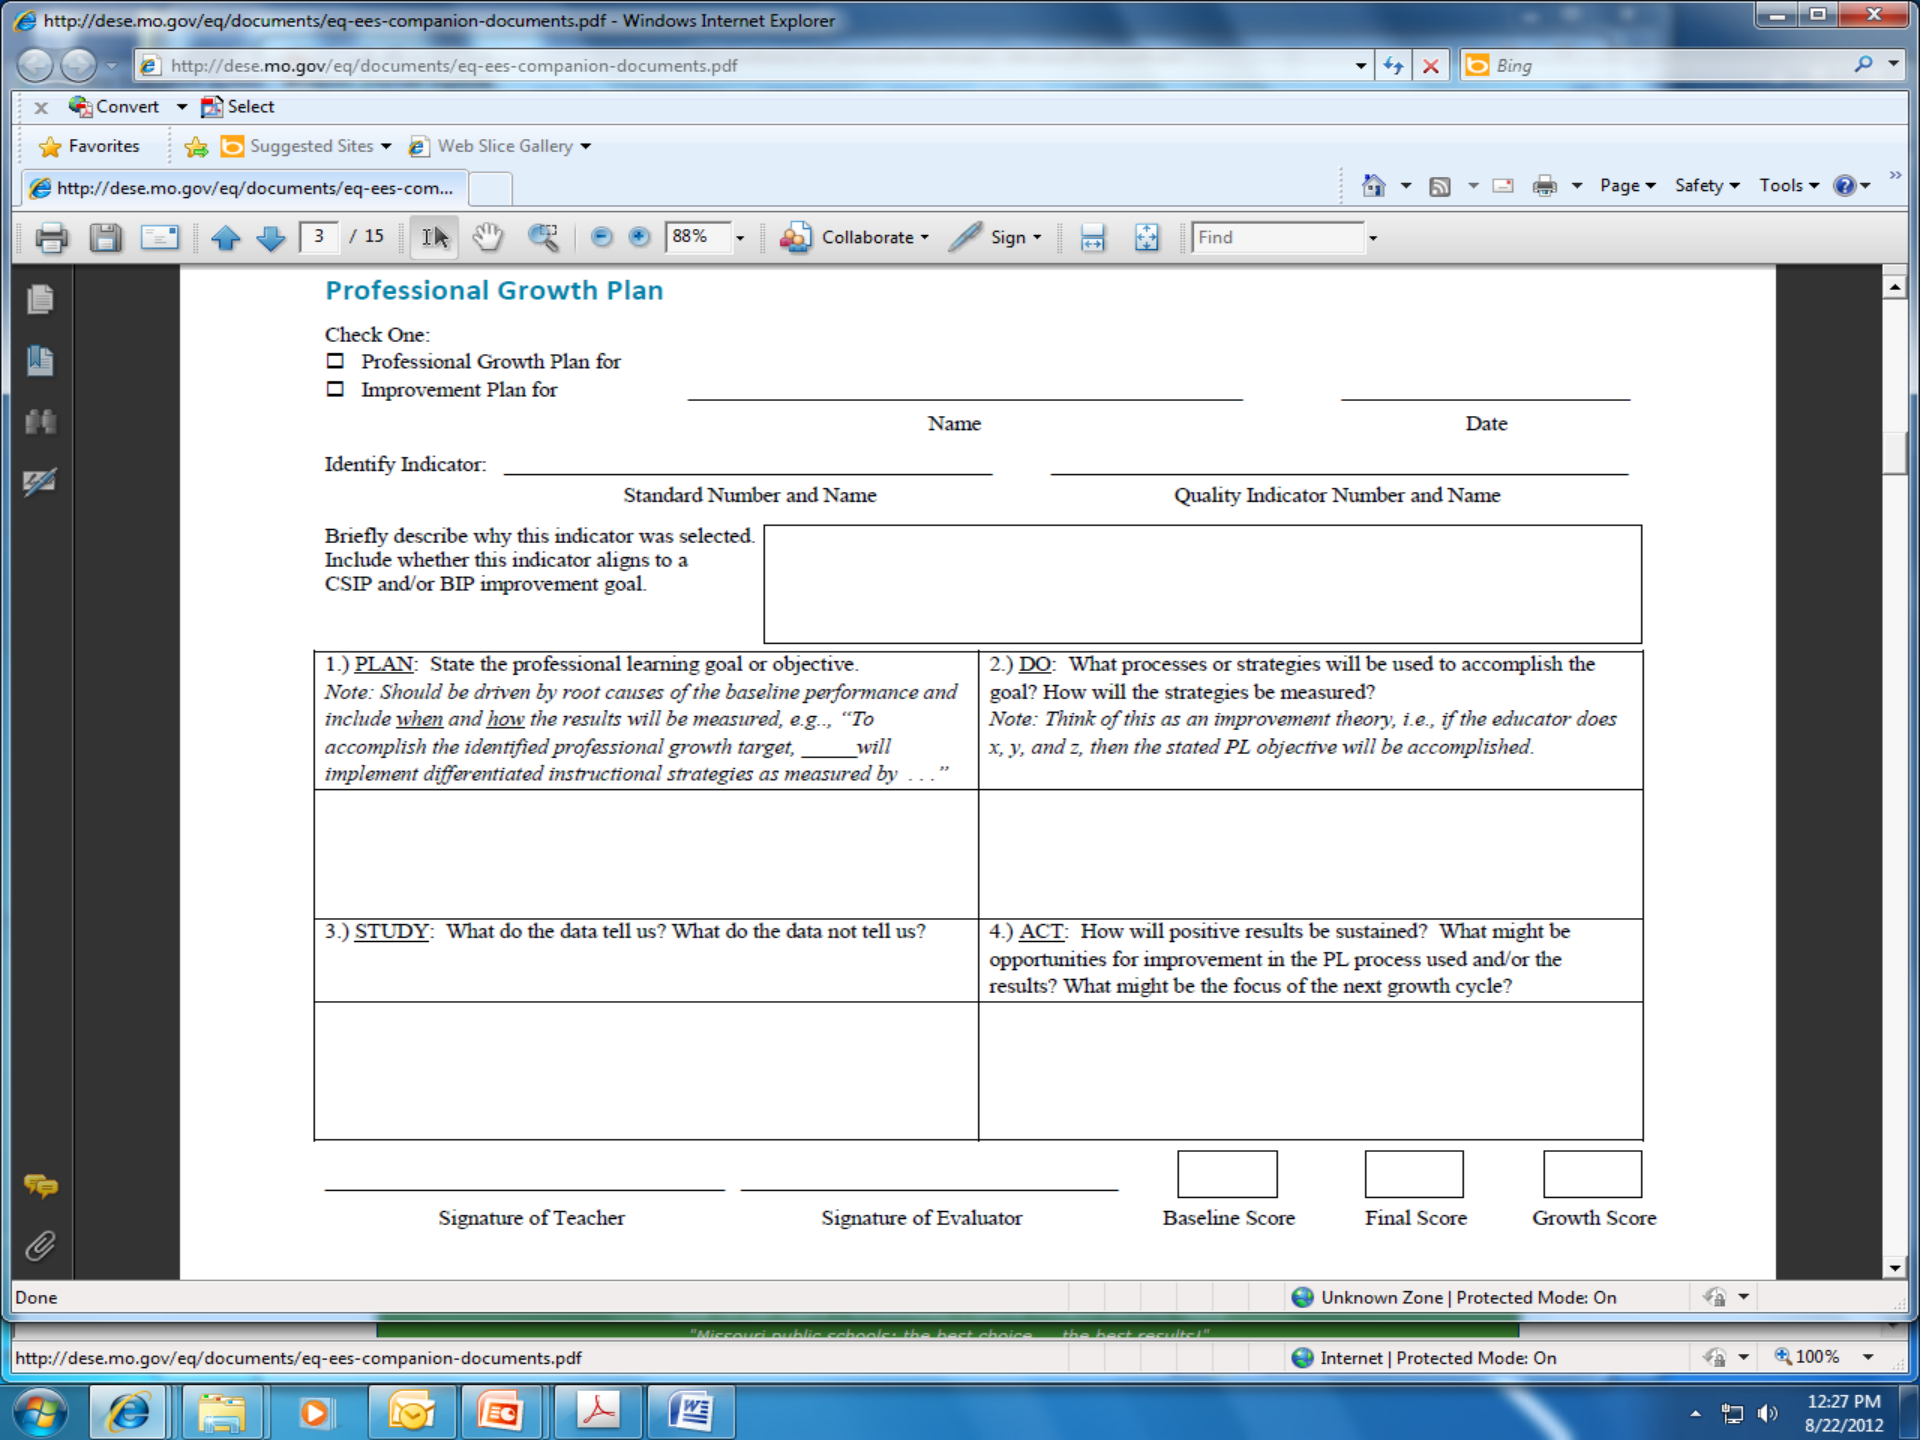 http://dese.mo.gov/eq/documents/eq-ees-companion-documents.pdf - Windows Internet Explorer
http://dese.mo.gov/eq/documents/eq-ees-companion-documents.pdf
Bing
x Convert Select
Favorites Suggested Sites Web Slice Gallery
http://dese.mo.gov/eq/documents/eq-ees-com... Page Safety Tools »
3 / 15 88% Collaborate Sign Find
Professional Growth Plan
Check One:
Professional Growth Plan for
Improvement Plan for
Name Date
Identify Indicator:
Standard Number and Name Quality Indicator Number and Name
Briefly describe why this indicator was selected.
Include whether this indicator aligns to a
CSIP and/or BIP improvement goal.
1.) PLAN: State the professional learning goal or objective.
Note: Should be driven by root causes of the baseline performance and
include when and how the results will be measured, e.g.., “To
accomplish the identified professional growth target, _____will
implement differentiated instructional strategies as measured by . . .”
2.) DO: What processes or strategies will be used to accomplish the
goal? How will the strategies be measured?
Note: Think of this as an improvement theory, i.e., if the educator does
x, y, and z, then the stated PL objective will be accomplished.
3.) STUDY: What do the data tell us? What do the data not tell us?
4.) ACT: How will positive results be sustained? What might be
opportunities for improvement in the PL process used and/or the
results? What might be the focus of the next growth cycle?
Signature of Teacher Signature of Evaluator Baseline Score Final Score Growth Score
Done Unknown Zone | Protected Mode: On
"Missouri public schools: the best choice ... the best results!"
http://dese.mo.gov/eq/documents/eq-ees-companion-documents.pdf Internet | Protected Mode: On 100%
12:27 PM
8/22/2012